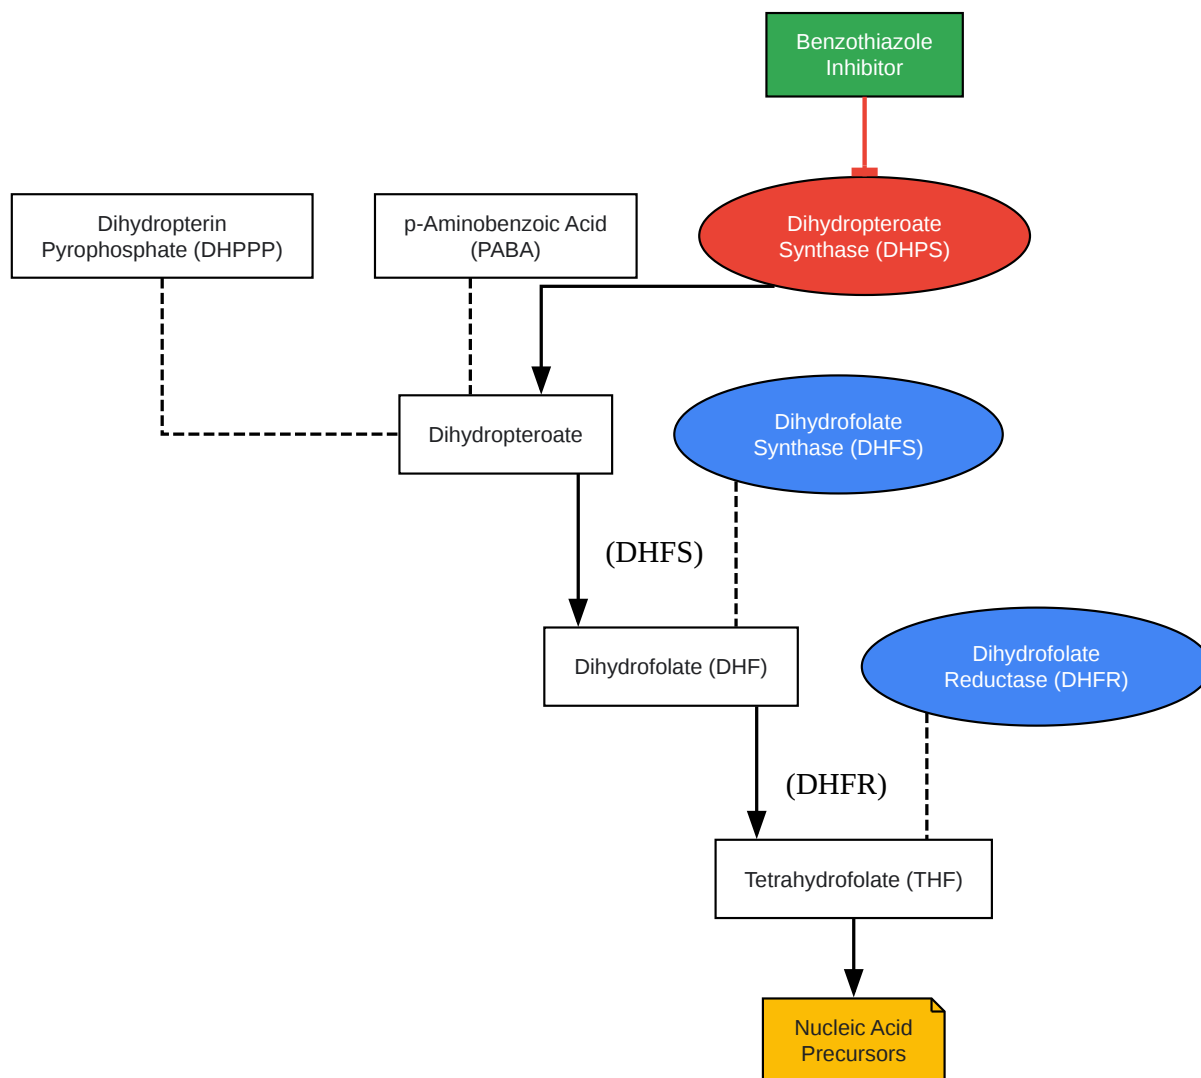 Benzothiazole
Inhibitor
Dihydropterin
Pyrophosphate (DHPPP)
p-Aminobenzoic Acid
(PABA)
Dihydropteroate
Synthase (DHPS)
Dihydropteroate
Dihydrofolate
Synthase (DHFS)
(DHFS)
Dihydrofolate (DHF)
Dihydrofolate
Reductase (DHFR)
(DHFR)
Tetrahydrofolate (THF)
Nucleic Acid
Precursors